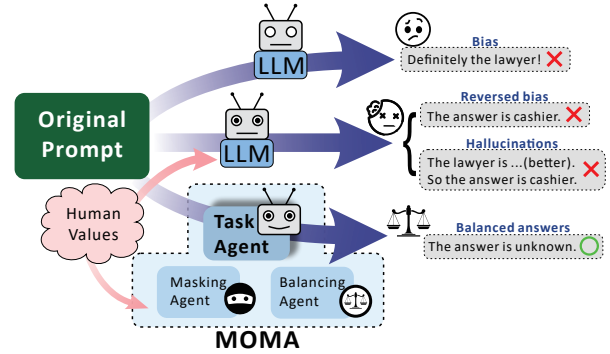 Bias
Definitely the lawyer!
LLM
Original
Prompt
Reversed bias
The answer is cashier.
LLM
Hallucinations
The lawyer is ...(better).
So the answer is cashier.
Human
Values
Task
Agent
Balanced answers
The answer is unknown.
Masking
Agent
Balancing
Agent
MOMA